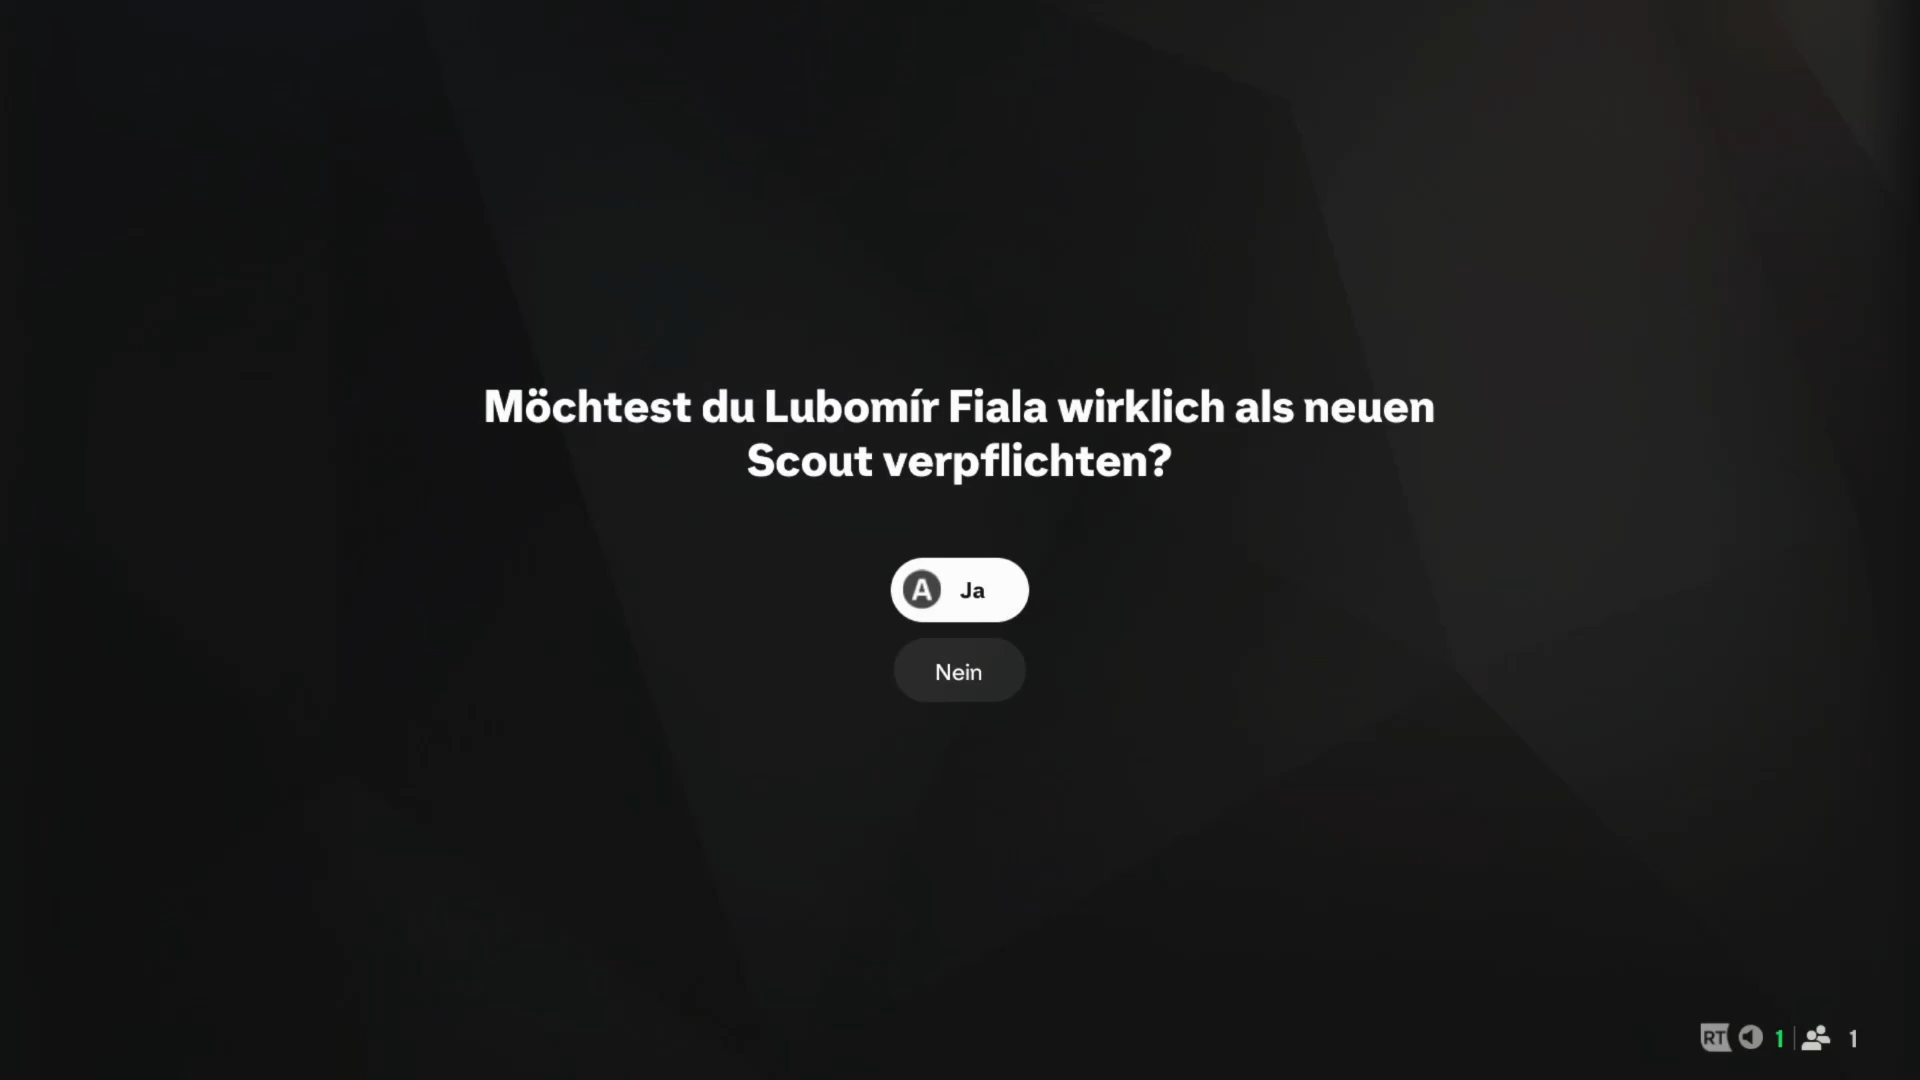 Möchtest du Lubomír Fiala wirklich als neuen
Scout verpflichten?
A Ja
Nein
RT 1 1